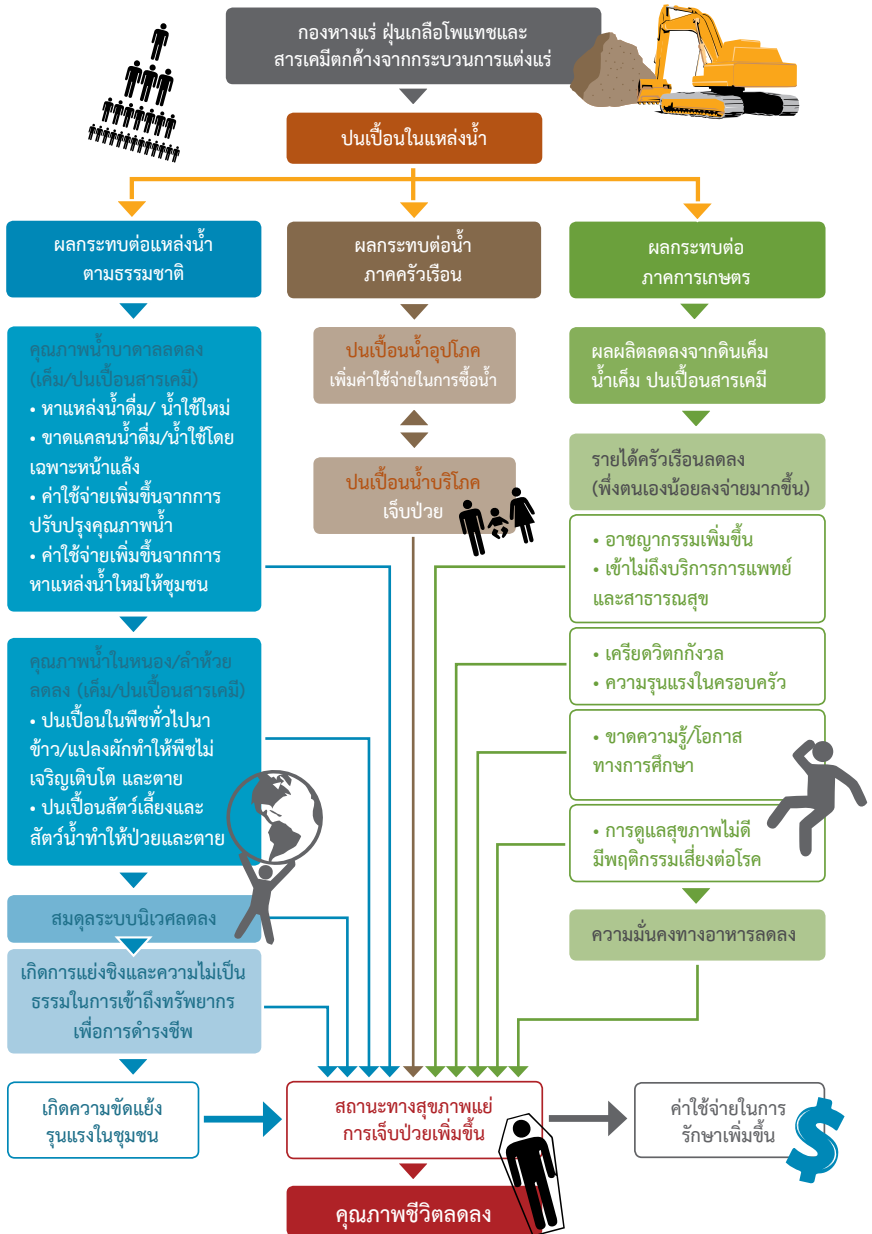 กองหางแร่ ฝุ่นเกลือโพแทชและ
สารเคมีตกค้างจากกระบวนการแต่งแร่
ปนเปื้อนในแหล่งน้ำ
ผลกระทบต่อแหล่งน้ำ
ตามธรรมชาติ
คุณภาพน้ำบาดาลลดลง
(เค็ม/ปนเปื้อนสารเคมี)
• หาแหล่งน้ำดื่ม/ น้ำใช้ใหม่
• ขาดแคลนน้ำดื่ม/น้ำใช้โดย
เฉพาะหน้าแล้ง
• ค่าใช้จ่ายเพิ่มขึ้นจากการ
ปรับปรุงคุณภาพน้ำ
• ค่าใช้จ่ายเพิ่มขึ้นจากการ
หาแหล่งน้ำใหม่ให้ชุมชน
คุณภาพน้ำในหนอง/ลำห้วย
ลดลง (เค็ม/ปนเปื้อนสารเคมี)
• ปนเปื้อนในพืชทั่วไปนา
ข้าว/แปลงผักทำให้พืชไม่
เจริญเติบโต และตาย
• ปนเปื้อนสัตว์เลี้ยงและ
สัตว์น้ำทำให้ป่วยและตาย
สมดุลระบบนิเวศลดลง
เกิดการแย่งชิงและความไม่เป็น
ธรรมในการเข้าถึงทรัพยากร
เพื่อการดำรงชีพ
เกิดความขัดแย้ง
รุนแรงในชุมชน
ผลกระทบต่อน้ำ
ภาคครัวเรือน
ปนเปื้อนน้ำอุปโภค
เพิ่มค่าใช้จ่ายในการซื้อน้ำ
ปนเปื้อนน้ำบริโภค
เจ็บป่วย
ผลกระทบต่อ
ภาคการเกษตร
ผลผลิตลดลงจากดินเค็ม
น้ำเค็ม ปนเปื้อนสารเคมี
รายได้ครัวเรือนลดลง
(พึ่งตนเองน้อยลงจ่ายมากขึ้น)
• อาชญากรรมเพิ่มขึ้น
• เข้าไม่ถึงบริการการแพทย์
และสาธารณสุข
• เครียดวิตกกังวล
• ความรุนแรงในครอบครัว
• ขาดความรู้/โอกาส
ทางการศึกษา
• การดูแลสุขภาพไม่ดี
มีพฤติกรรมเสี่ยงต่อโรค
ความมั่นคงทางอาหารลดลง
สถานะทางสุขภาพแย่
การเจ็บป่วยเพิ่มขึ้น
ค่าใช้จ่ายในการ
รักษาเพิ่มขึ้น
$
คุณภาพชีวิตลดลง